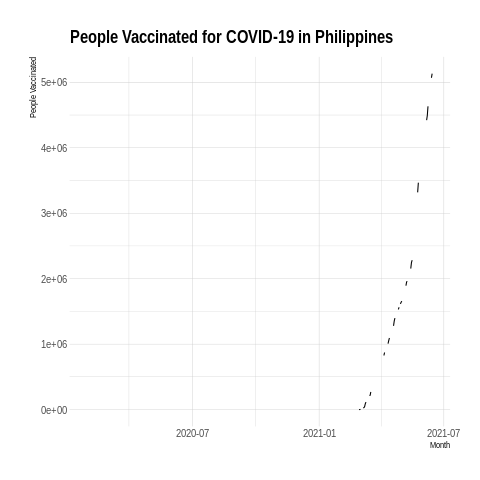 People Vaccinated for COVID-19 in Philippines
People Vaccinated
5e+06
4e+06
3e+06
2e+06
1e+06
0e+00
2020-07
2021-01
2021-07
Month